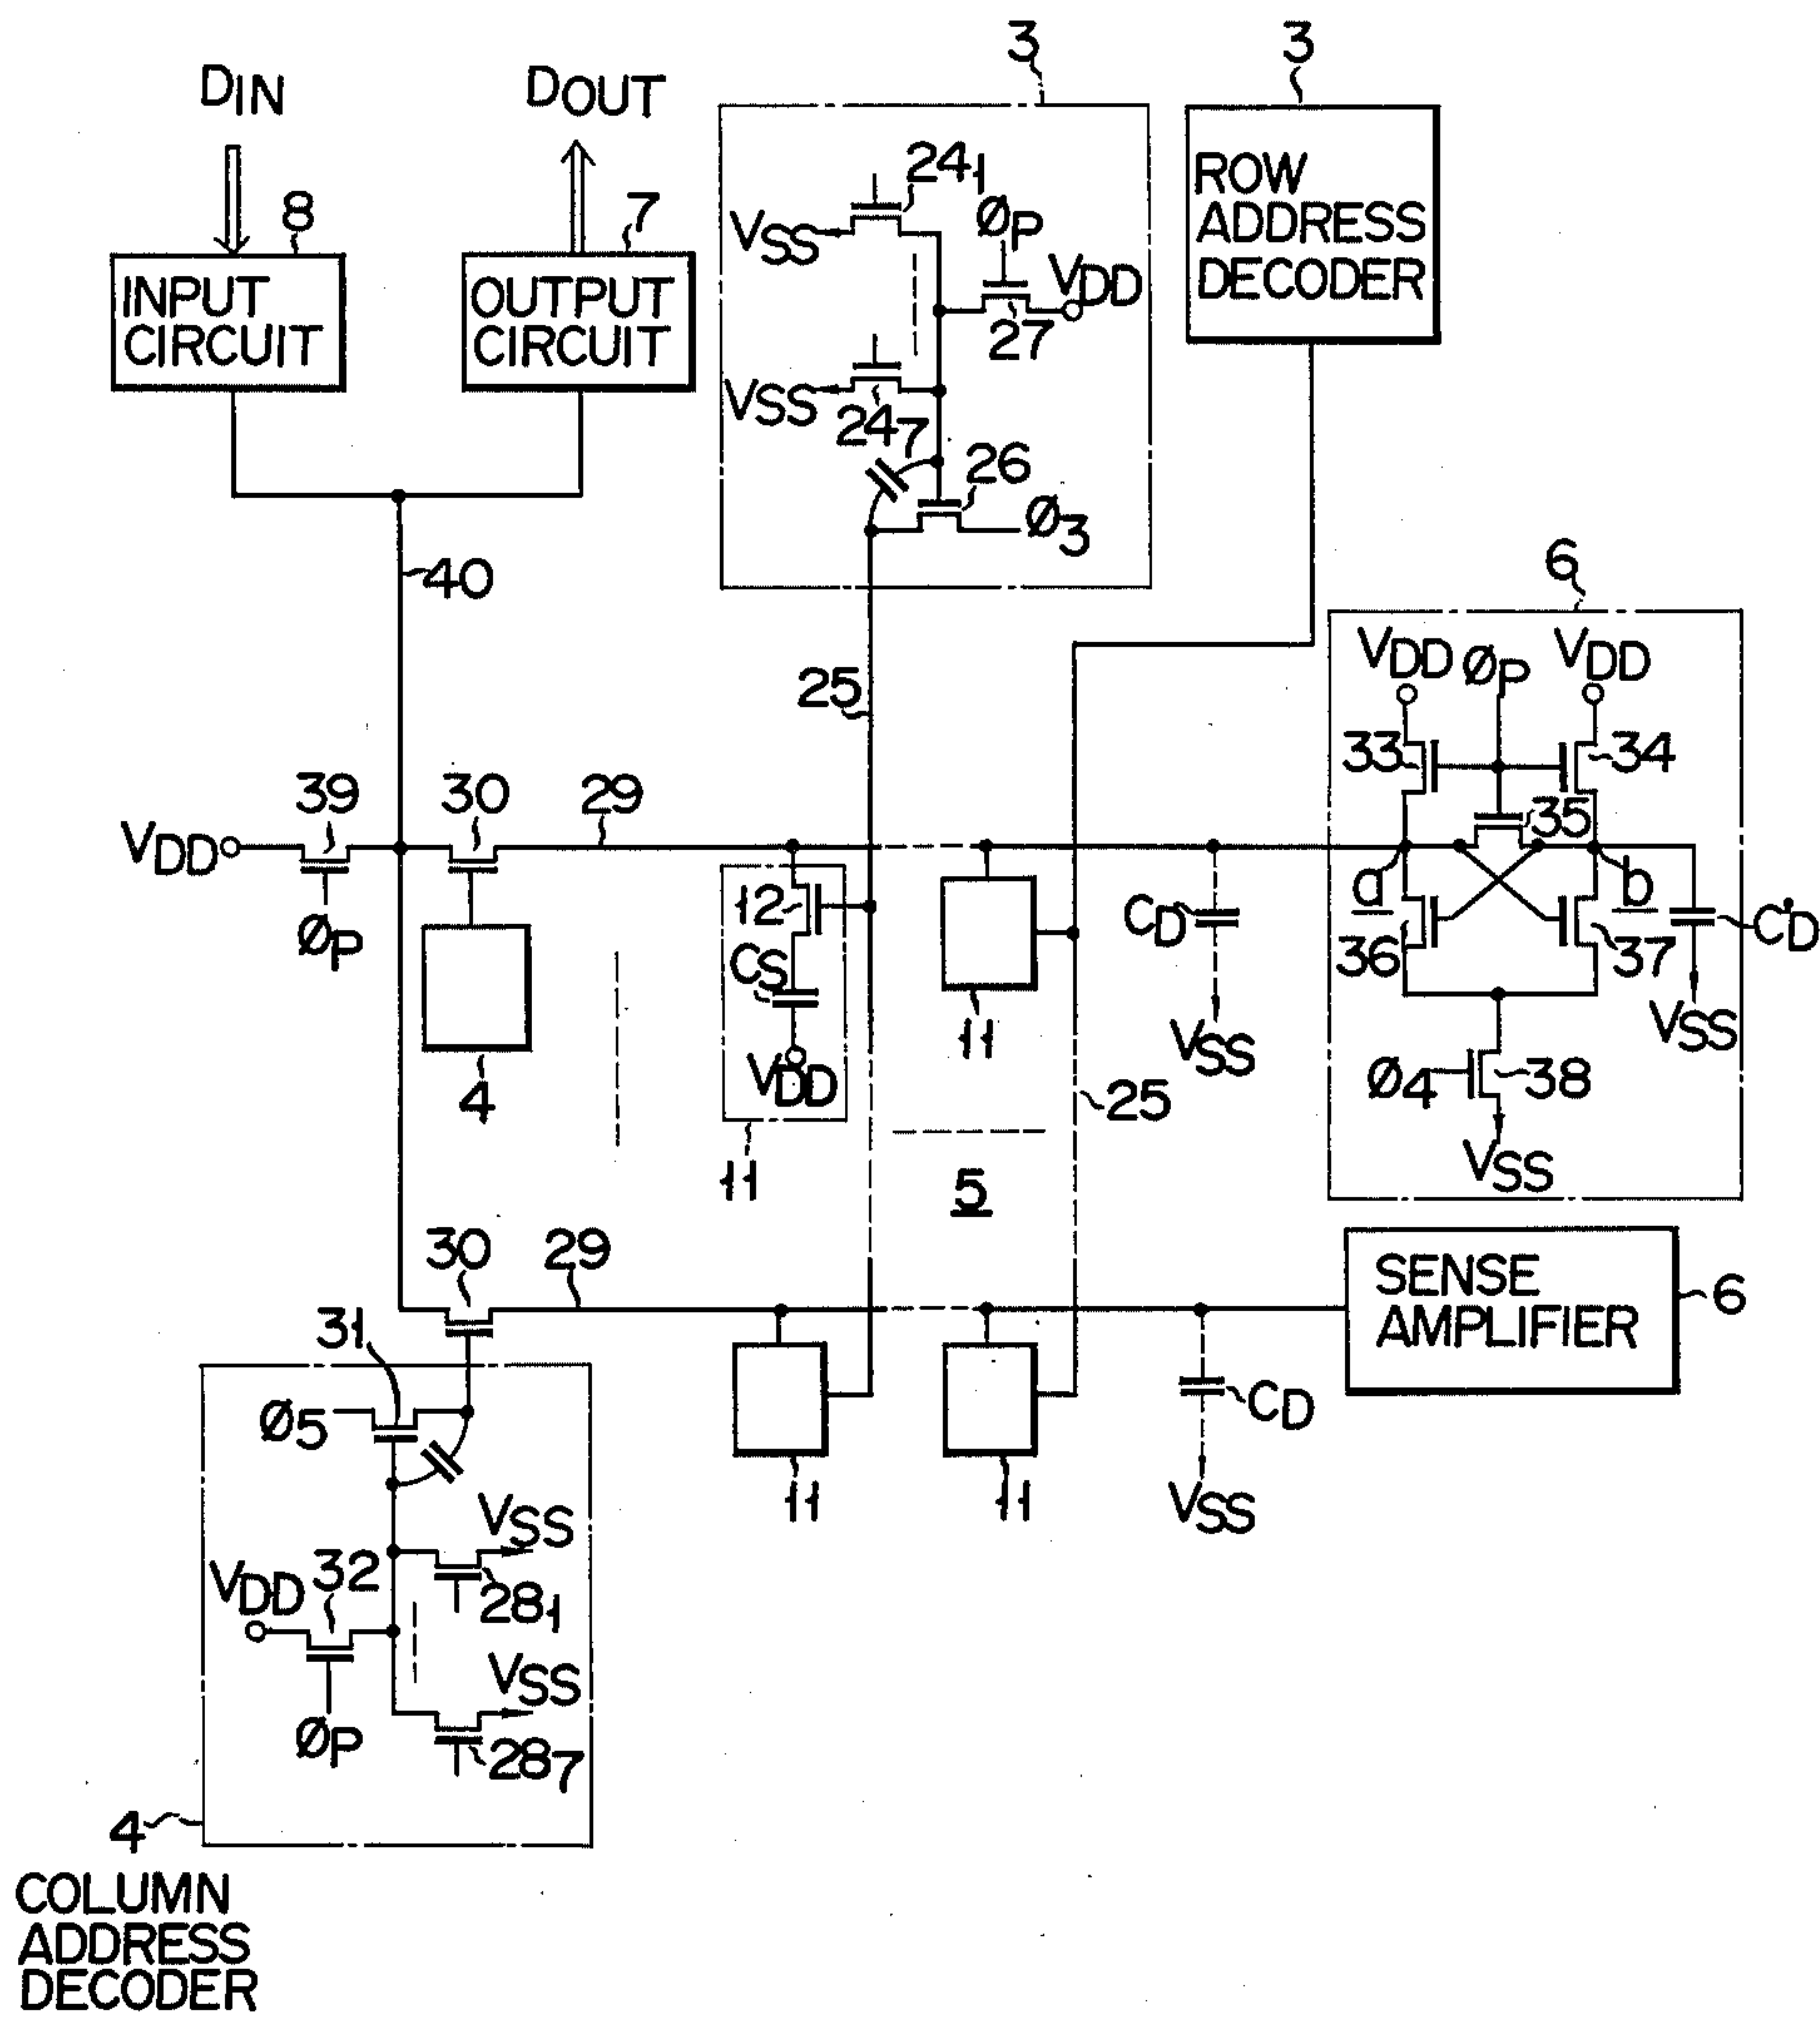 DIN
DOUT
3
3
8
7
INPUT
CIRCUIT
OUTPUT
CIRCUIT
241
VSS
ØP
VDD
27
VSS
247
26
Ø3
ROW
ADDRESS
DECODER
40
25
6
VDD
ØP
VDD
33
34
35
a
b
36
37
C'D
VSS
Ø4
38
VSS
39
30
29
VDD
ØP
4
12
CS
VDD
11
11
CD
VSS
25
5
30
29
SENSE
AMPLIFIER
6
31
Ø5
11
11
CD
VSS
VSS
VDD
32
281
VSS
ØP
287
4
COLUMN
ADDRESS
DECODER